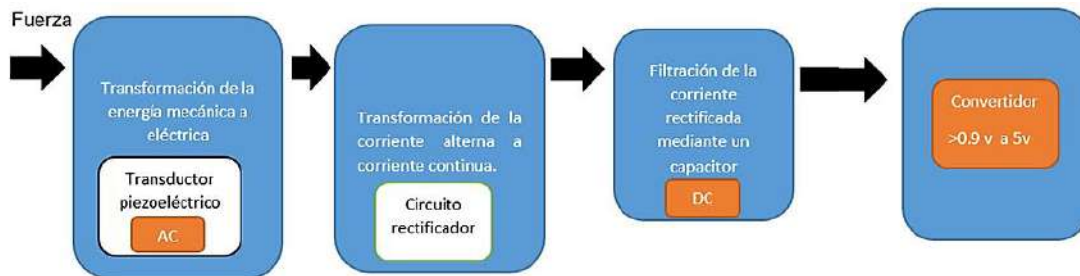 Fuerza
Transformación de la
energía mecánica a
eléctrica
Transductor
piezoeléctrico
AC
Transformación de la
corriente alterna a
corriente continua.
Circuito
rectificador
Filtración de la
corriente
rectificada
mediante un
capacitor
DC
Convertidor
>0.9 v a 5v